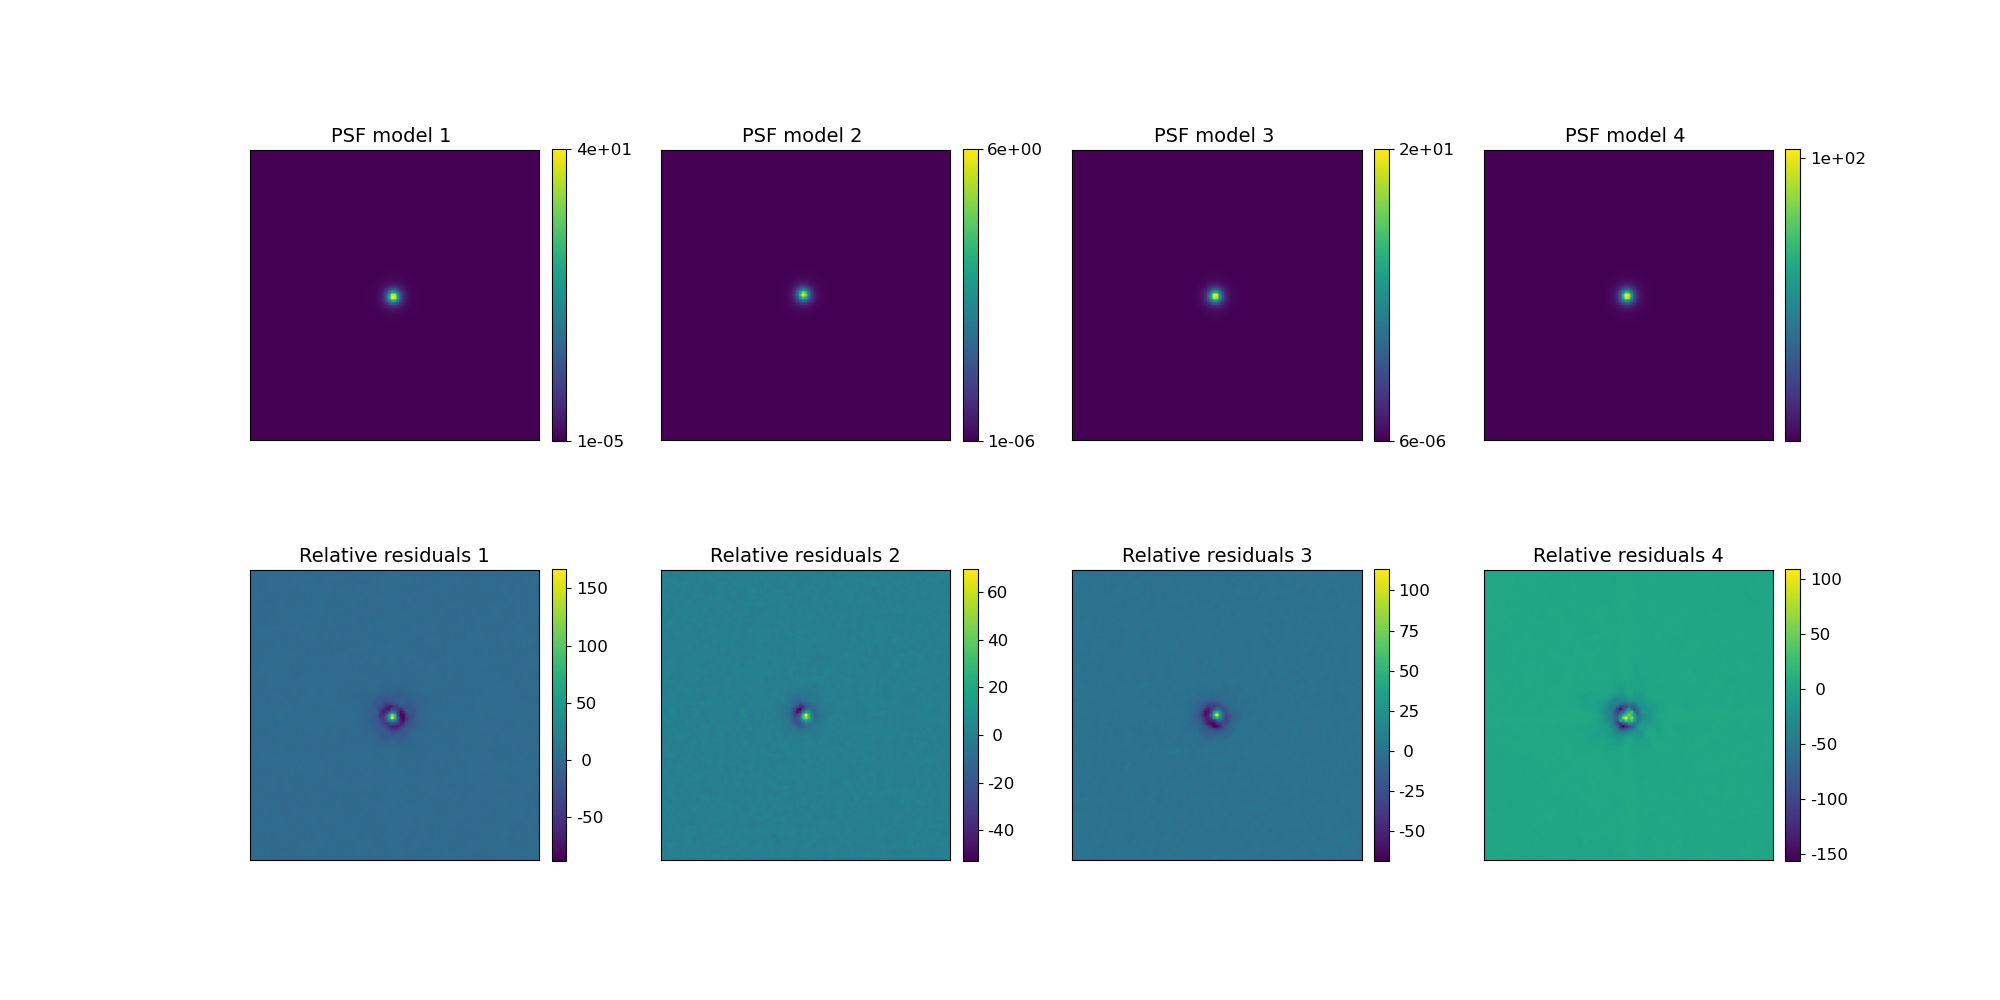 PSF model 1
4e+01
1e-05
PSF model 2
6e+00
1e-06
PSF model 3
2e+01
6e-06
PSF model 4
1e+02
Relative residuals 1
150
100
50
0
-50
Relative residuals 2
60
40
20
0
-20
-40
Relative residuals 3
100
75
50
25
0
-25
-50
Relative residuals 4
100
50
0
-50
-100
-150